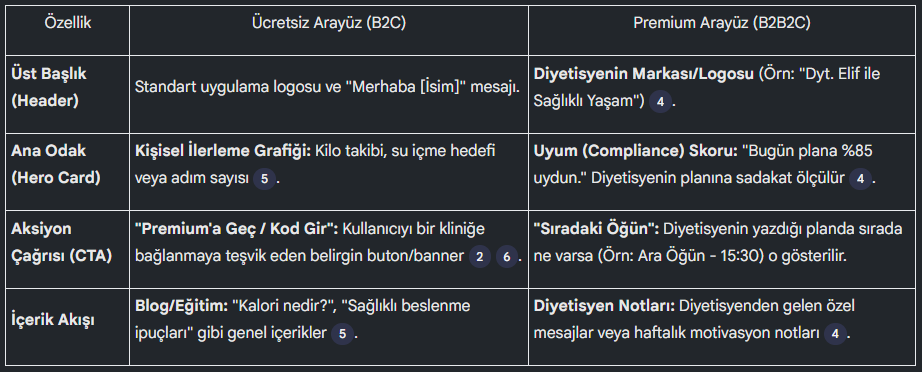 Özellik
Ücretsiz Arayüz (B2C)
Premium Arayüz (B2B2C)
Üst Başlık
(Header)
Standart uygulama logosu ve "Merhaba [İsim]" mesajı.
Diyetisyenin Markası/Logosu (Örn: "Dyt. Elif ile
Sağlıklı Yaşam") 4 .
Ana Odak
(Hero Card)
Kişisel İlerleme Grafiği: Kilo takibi, su içme hedefi
veya adım sayısı 5 .
Uyum (Compliance) Skoru: "Bugün plana %85
uydun." Diyetisyenin planına sadakat ölçülür 4 .
Aksiyon
Çağrısı (CTA)
"Premium'a Geç / Kod Gir": Kullanıcıyı bir kliniğe
bağlanmaya teşvik eden belirgin buton/banner 2 6 .
"Sıradaki Öğün": Diyetisyenin yazdığı planda sırada
ne varsa (Örn: Ara Öğün - 15:30) o gösterilir.
İçerik Akışı
Blog/Eğitim: "Kalori nedir?", "Sağlıklı beslenme
ipuçları" gibi genel içerikler 5 .
Diyetisyen Notları: Diyetisyenden gelen özel
mesajlar veya haftalık motivasyon notları 4 .